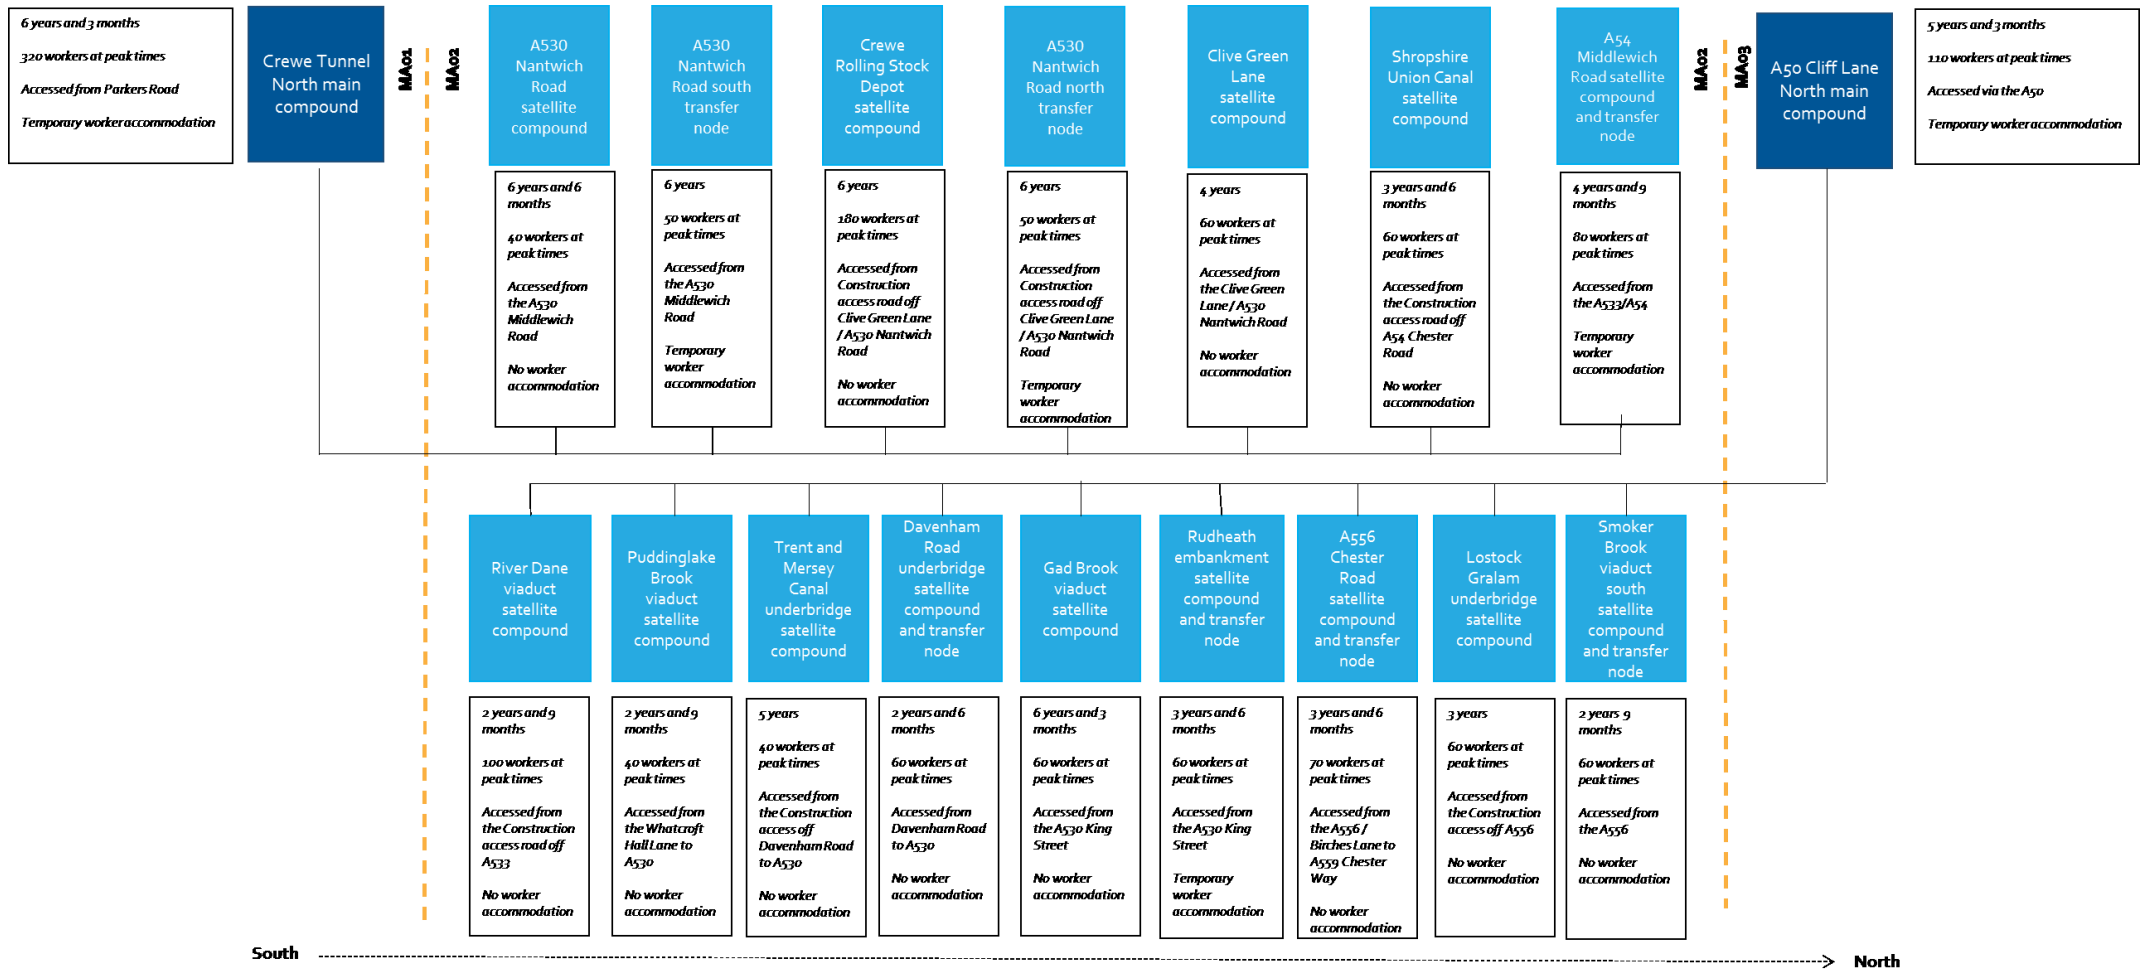 6 years and 3 months
320 workers at peak times
Accessed from Parkers Road
Temporary worker accommodation
Crewe Tunnel
North main
compound
MA01
MA02
A530
Nantwich
Road
satellite
compound
A530
Nantwich
Road south
transfer
node
Crewe
Rolling Stock
Depot
satellite
compound
A530
Nantwich
Road north
transfer
node
Clive Green
Lane
satellite
compound
Shropshire
Union Canal
satellite
compound
A54
Middlewich
Road satellite
compound
and transfer
node
MA02
MA03
A50 Cliff Lane
North main
compound
5 years and 3 months
110 workers at peak times
Accessed via the A50
Temporary worker accommodation
6 years and 6
months
40 workers at
peak times
Accessed from
the A530
Middlewich
Road
No worker
accommodation
6 years
50 workers at
peak times
Accessed from
the A530
Middlewich
Road
Temporary
worker
accommodation
6 years
180 workers at
peak times
Accessed from
Construction
access road off
Clive Green Lane
/ A530 Nantwich
Road
No worker
accommodation
6 years
50 workers at
peak times
Accessed from
Construction
access road off
Clive Green Lane
/ A530 Nantwich
Road
Temporary
worker
accommodation
4 years
60 workers at
peak times
Accessed from
the Clive Green
Lane / A530
Nantwich Road
No worker
accommodation
3 years and 6
months
60 workers at
peak times
Accessed from
the Construction
access road off
A54 Chester
Road
No worker
accommodation
4 years and 9
months
80 workers at
peak times
Accessed from
the A533/A54
Temporary
worker
accommodation
River Dane
viaduct
satellite
compound
Puddinglake
Brook
viaduct
satellite
compound
Trent and
Mersey
Canal
underbridge
satellite
compound
Davenham
Road
underbridge
satellite
compound
and transfer
node
Gad Brook
viaduct
satellite
compound
Rudheath
embankment
satellite
compound
and transfer
node
A556
Chester
Road
satellite
compound
and transfer
node
Lostock
Gralam
underbridge
satellite
compound
Smoker
Brook
viaduct
south
satellite
compound
and transfer
node
2 years and 9
months
100 workers at
peak times
Accessed from
the Construction
access road off
A533
No worker
accommodation
2 years and 9
months
40 workers at
peak times
Accessed from
the Whatcroft
Hall Lane to
A530
No worker
accommodation
5 years
40 workers at
peak times
Accessed from
the Construction
access off
Davenham Road
to A530
No worker
accommodation
2 years and 6
months
60 workers at
peak times
Accessed from
Davenham Road
to A530
No worker
accommodation
6 years and 3
months
60 workers at
peak times
Accessed from
the A530 King
Street
No worker
accommodation
3 years and 6
months
60 workers at
peak times
Accessed from
the A530 King
Street
Temporary
worker
accommodation
3 years and 6
months
70 workers at
peak times
Accessed from
the A556 /
Birches Lane to
A559 Chester
Way
No worker
accommodation
3 years
60 workers at
peak times
Accessed from
the Construction
access off A556
No worker
accommodation
2 years 9
months
60 workers at
peak times
Accessed from
the A556
No worker
accommodation
South
North